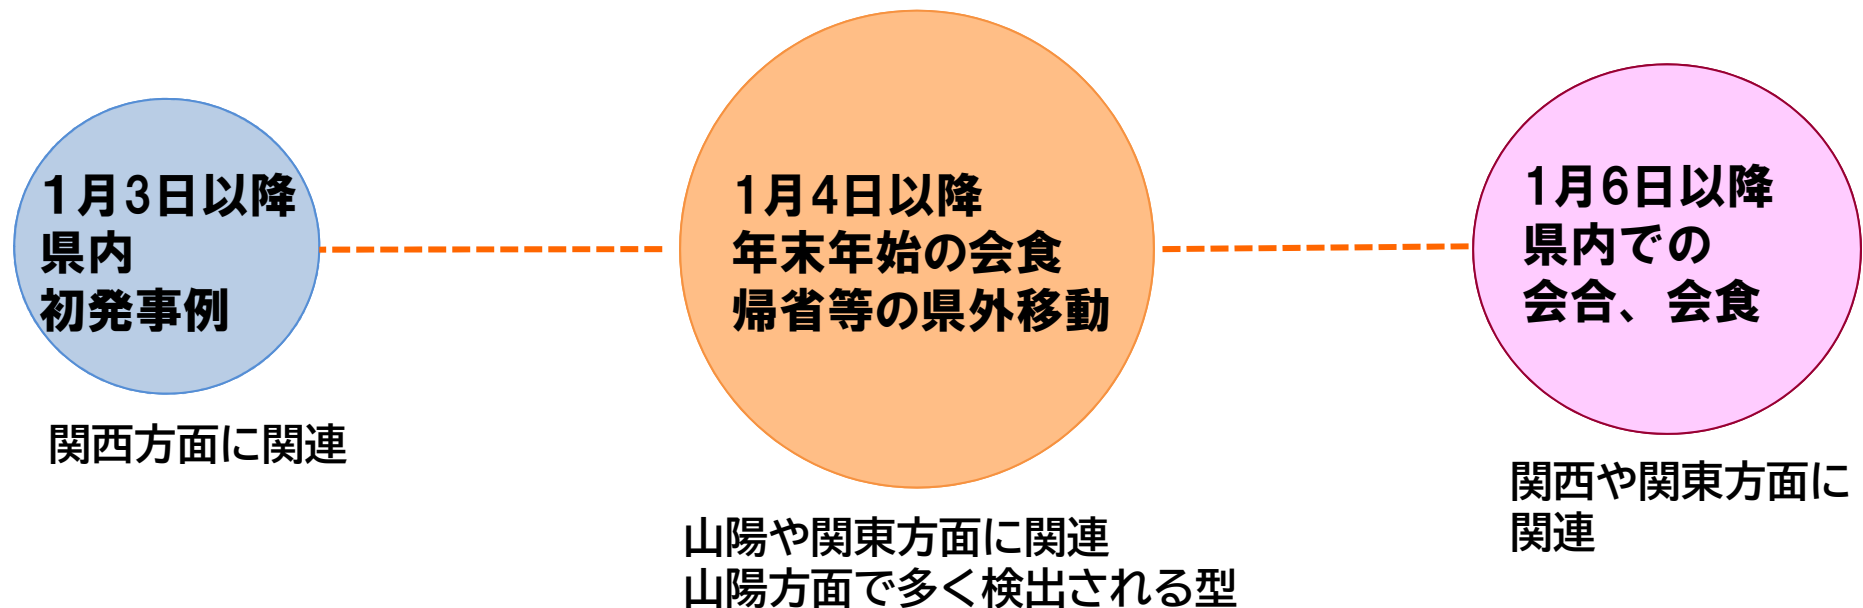 1月3日以降
県内
初発事例
関西方面に関連
1月4日以降
年末年始の会食
帰省等の県外移動
山陽や関東方面に関連
山陽方面で多く検出される型
1月6日以降
県内での
会合、会食
関西や関東方面に
関連